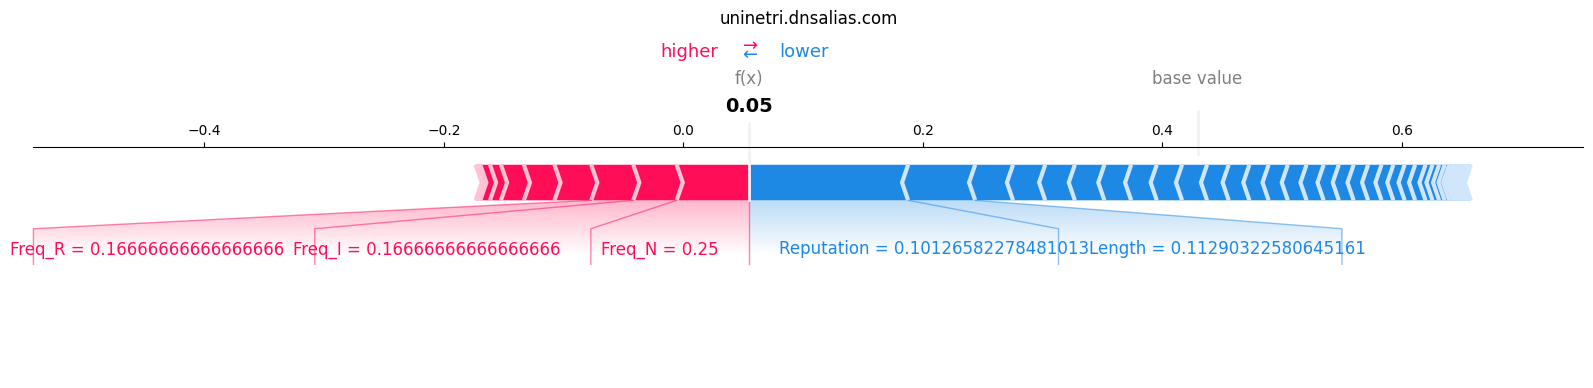 uninetri.dnsalias.com
higher ⇄ lower
f(x) base value
0.05
−0.4 −0.2 0.0 0.2 0.4 0.6
Freq_R = 0.16666666666666666 Freq_I = 0.16666666666666666 Freq_N = 0.25 Reputation = 0.10126582278481013 Length = 0.11290322580645161